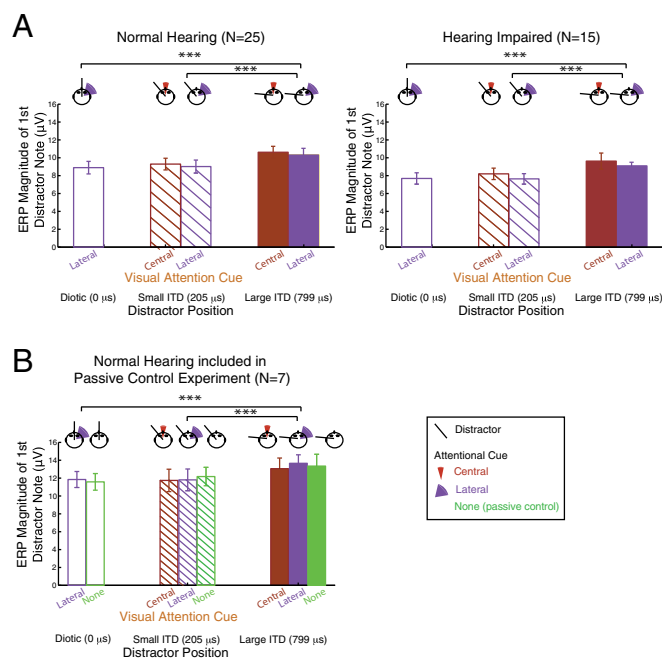 A
Normal Hearing (N=25)
***
***
ERP Magnitude of 1st
Distractor Note (µV)
16
14
12
10
8
6
4
2
0
Lateral
Central
Lateral
Central
Lateral
Visual Attention Cue
Diotic (0 µs)
Small ITD (205 µs)
Large ITD (799 µs)
Distractor Position
Hearing Impaired (N=15)
***
***
ERP Magnitude of 1st
Distractor Note (µV)
16
14
12
10
8
6
4
2
0
Lateral
Central
Lateral
Central
Lateral
Visual Attention Cue
Diotic (0 µs)
Small ITD (205 µs)
Large ITD (799 µs)
Distractor Position
B
Normal Hearing included in
Passive Control Experiment (N=7)
***
***
ERP Magnitude of 1st
Distractor Note (µV)
16
14
12
10
8
6
4
2
0
Lateral
None
Central
Lateral
None
Central
Lateral
None
Visual Attention Cue
Diotic (0 µs)
Small ITD (205 µs)
Large ITD (799 µs)
Distractor Position
Distractor
Attentional Cue
Central
Lateral
None (passive control)